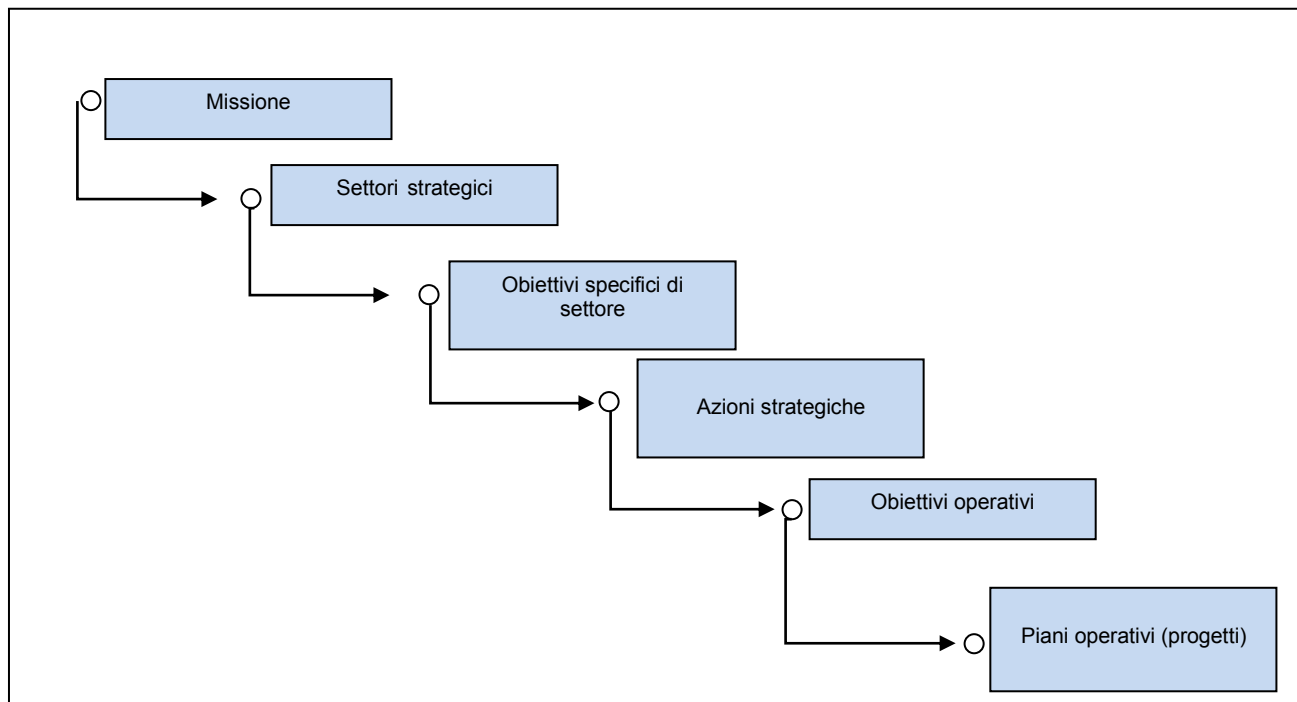 Missione
Settori strategici
Obiettivi specifici di
settore
Azioni strategiche
Obiettivi operativi
Piani operativi (progetti)